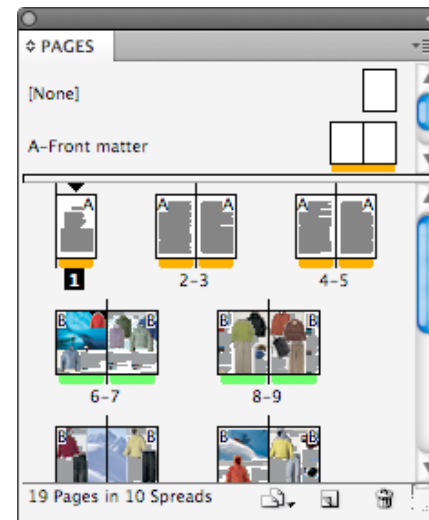 PAGES
[None]
A-Front matter
A A A A A
1 2-3 4-5
B B B B
6-7 8-9
B B B B
19 Pages in 10 Spreads